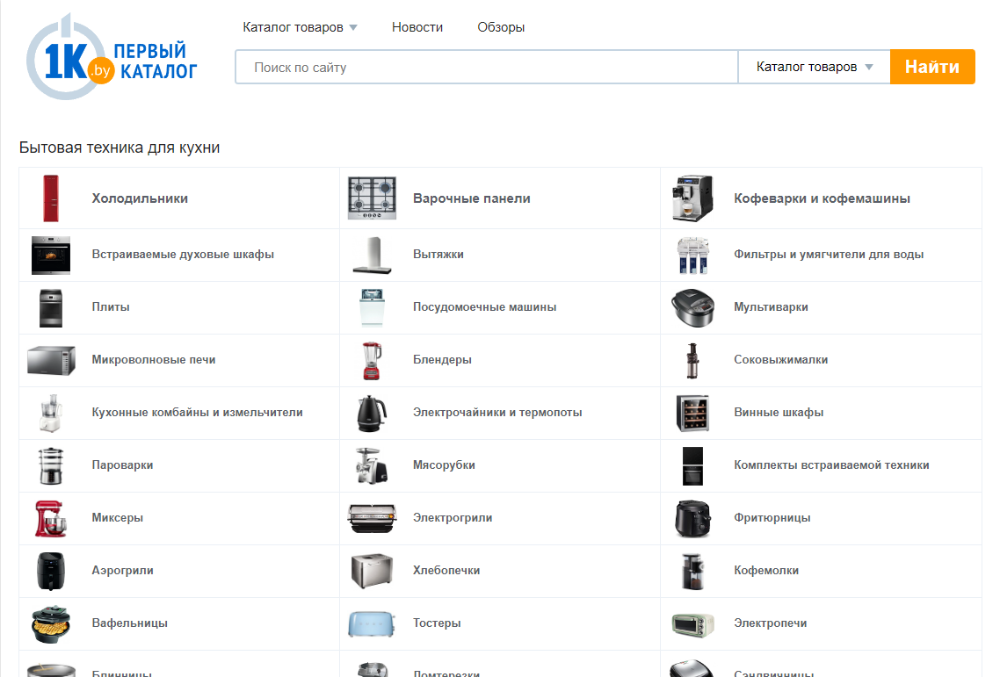 Каталог товаров
Новости
Обзоры
1K
.by
ПЕРВЫЙ
КАТАЛОГ
Поиск по сайту
Каталог товаров
Найти
Бытовая техника для кухни
Холодильники
Варочные панели
Кофеварки и кофемашины
Встраиваемые духовые шкафы
Вытяжки
Фильтры и умягчители для воды
Плиты
Посудомоечные машины
Мультиварки
Микроволновые печи
Блендеры
Соковыжималки
Кухонные комбайны и измельчители
Электрочайники и термопоты
Винные шкафы
Пароварки
Мясорубки
Комплекты встраиваемой техники
Миксеры
Электрогрили
Фритюрницы
Аэрогрили
Хлебопечки
Кофемолки
Вафельницы
Тостеры
Электропечи
Блинницы
Ломтерезки
Сэндвичницы